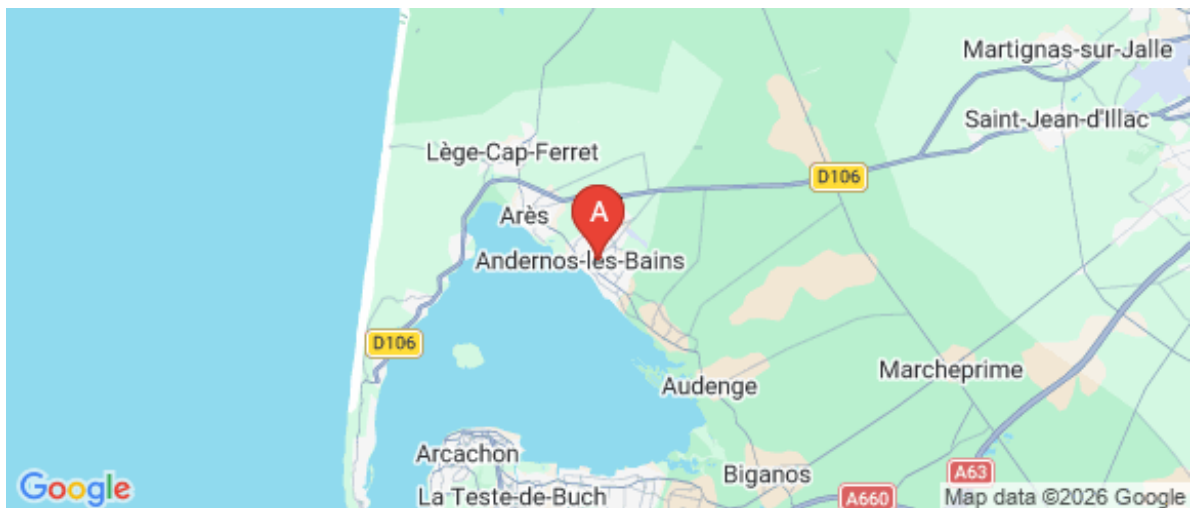 Martignas-sur-Jalle
Saint-Jean-d'Illac
Lège-Cap-Ferret
D106
Arès
A
Andernos-les-Bains
D106
Marcheprime
Audenge
Arcachon
Biganos
A63
La Teste-de-Buch
A660
Google
Map data ©2026 Google